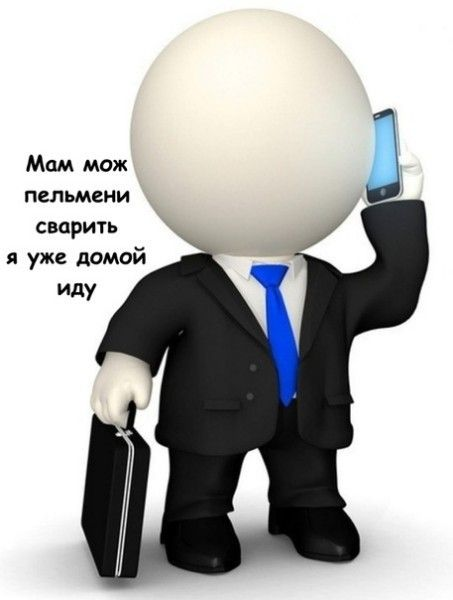 Мам мож
пельмени
сварить
я уже домой
иду